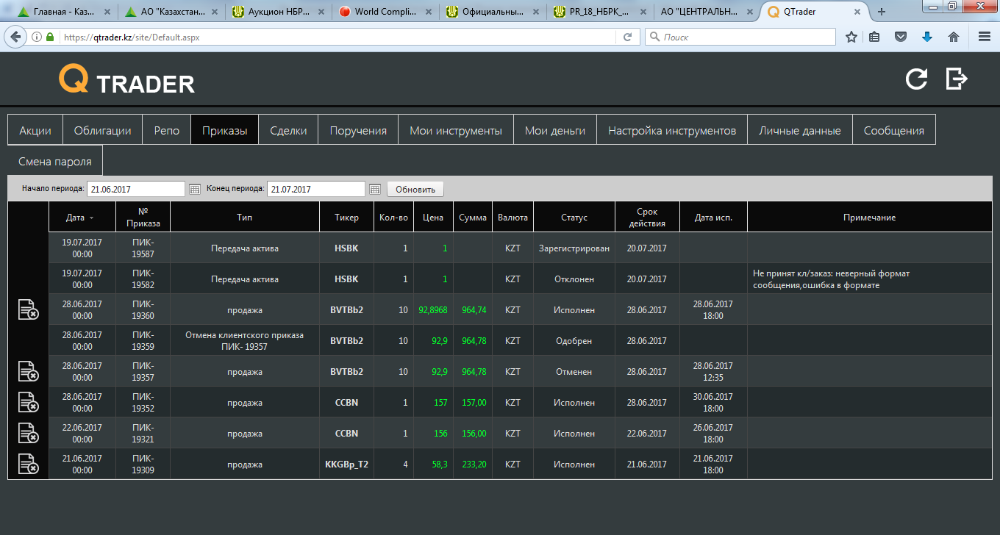 Главная - Каз...
АО "Казахстан...
Аукцион НБР...
World Compli...
Официальны...
PR_18_НБРК_...
АО "ЦЕНТРАЛЬН...
QTrader
https://qtrader.kz/site/Default.aspx
Поиск
Q TRADER
Акции Облигации Репо Приказы Сделки Поручения Мои инструменты Мои деньги Настройка инструментов Личные данные Сообщения
Смена пароля
Начало периода: 21.06.2017 Конец периода: 21.07.2017 Обновить
Дата № Приказа Тип Тикер Кол-во Цена Сумма Валюта Статус Срок действия Дата исп. Примечание
19.07.2017 00:00 ПИК-19587 Передача актива HSBK 1 1 KZT Зарегистрирован 20.07.2017
19.07.2017 00:00 ПИК-19582 Передача актива HSBK 1 1 KZT Отклонен 20.07.2017 Не принят кл/заказ: неверный формат сообщения,ошибка в формате
28.06.2017 00:00 ПИК-19360 продажа BVTBb2 10 92,8968 964,74 KZT Исполнен 28.06.2017 28.06.2017 18:00
28.06.2017 00:00 ПИК-19359 Отмена клиентского приказа ПИК- 19357 BVTBb2 10 92,9 964,78 KZT Одобрен 28.06.2017
28.06.2017 00:00 ПИК-19357 продажа BVTBb2 10 92,9 964,78 KZT Отменен 28.06.2017 28.06.2017 12:35
28.06.2017 00:00 ПИК-19352 продажа CCBN 1 157 157,00 KZT Исполнен 28.06.2017 30.06.2017 18:00
22.06.2017 00:00 ПИК-19321 продажа CCBN 1 156 156,00 KZT Исполнен 22.06.2017 26.06.2017 18:00
21.06.2017 00:00 ПИК-19309 продажа KKGBp_T2 4 58,3 233,20 KZT Исполнен 21.06.2017 21.06.2017 18:00